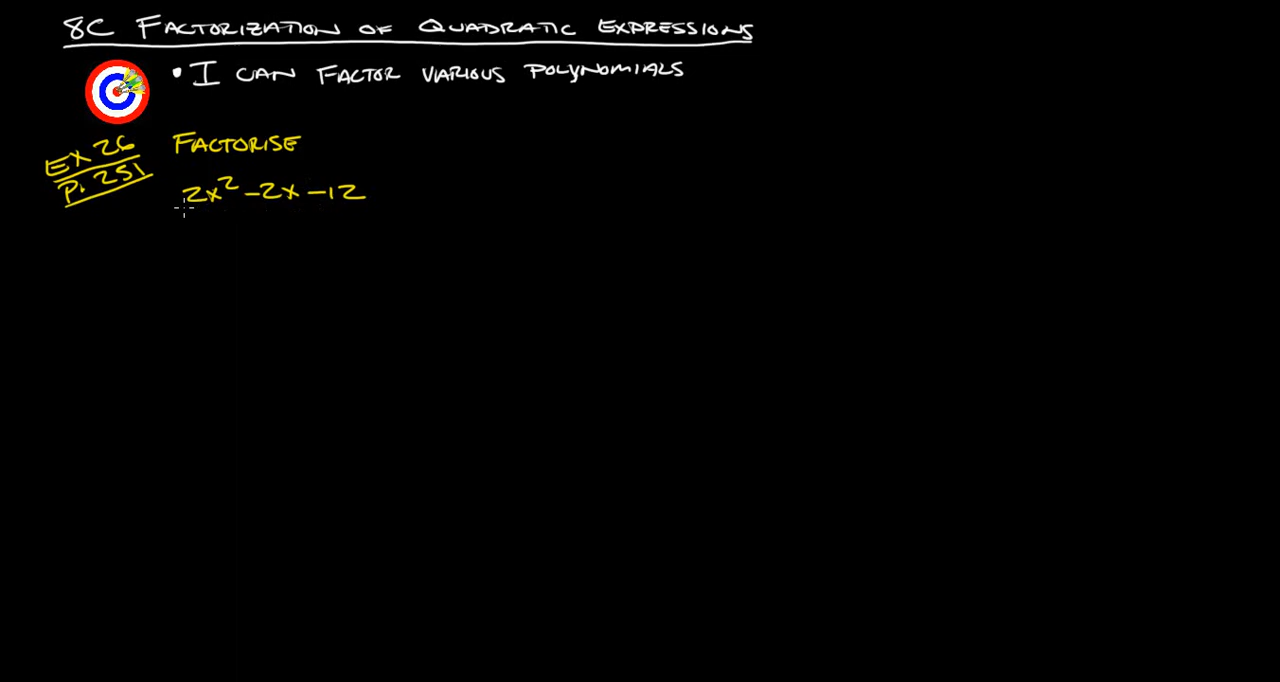 8C FACTORIZATION OF QUADRATIC EXPRESSIONS
• I CAN FACTOR VARIOUS POLYNOMIALS
EX 26 FACTORISE
P. 251
2x² - 2x - 12